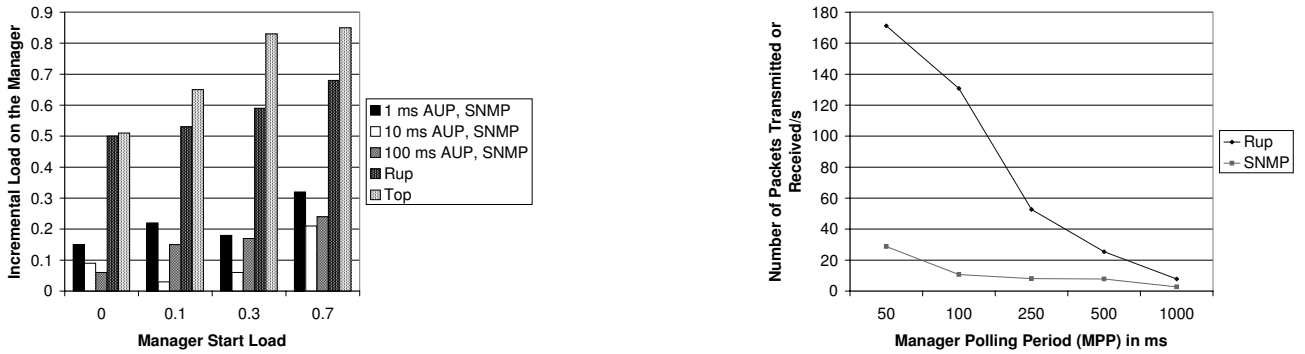 Incremental Load on the Manager
0.9
0.8
0.7
0.6
0.5
0.4
0.3
0.2
0.1
0
0
0.1
0.3
0.7
Manager Start Load
1 ms AUP, SNMP
10 ms AUP, SNMP
100 ms AUP, SNMP
Rup
Top
Number of Packets Transmitted or
Received/s
180
160
140
120
100
80
60
40
20
0
50
100
250
500
1000
Manager Polling Period (MPP) in ms
Rup
SNMP